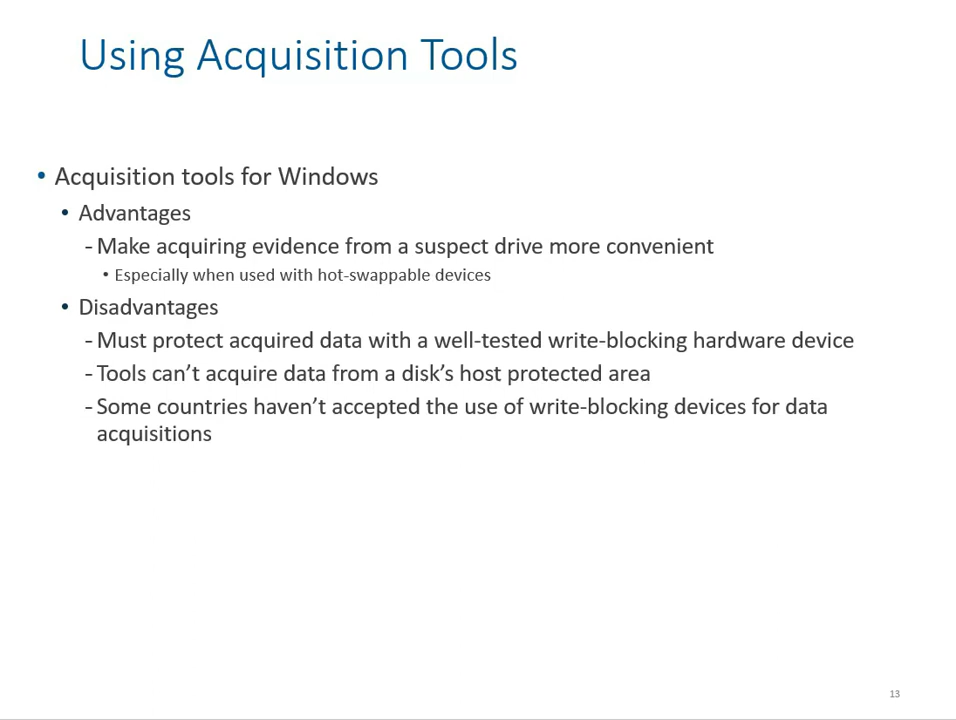 Using Acquisition Tools
• Acquisition tools for Windows
• Advantages
- Make acquiring evidence from a suspect drive more convenient
• Especially when used with hot-swappable devices
• Disadvantages
- Must protect acquired data with a well-tested write-blocking hardware device
- Tools can’t acquire data from a disk’s host protected area
- Some countries haven’t accepted the use of write-blocking devices for data
acquisitions
13